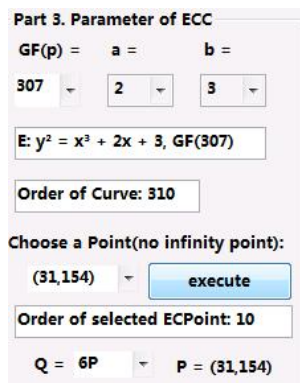 Part 3. Parameter of ECC
GF(p) = a = b =
307 2 3
E: y² = x³ + 2x + 3, GF(307)
Order of Curve: 310
Choose a Point(no infinity point):
(31,154) execute
Order of selected ECPoint: 10
Q = 6P P = (31,154)